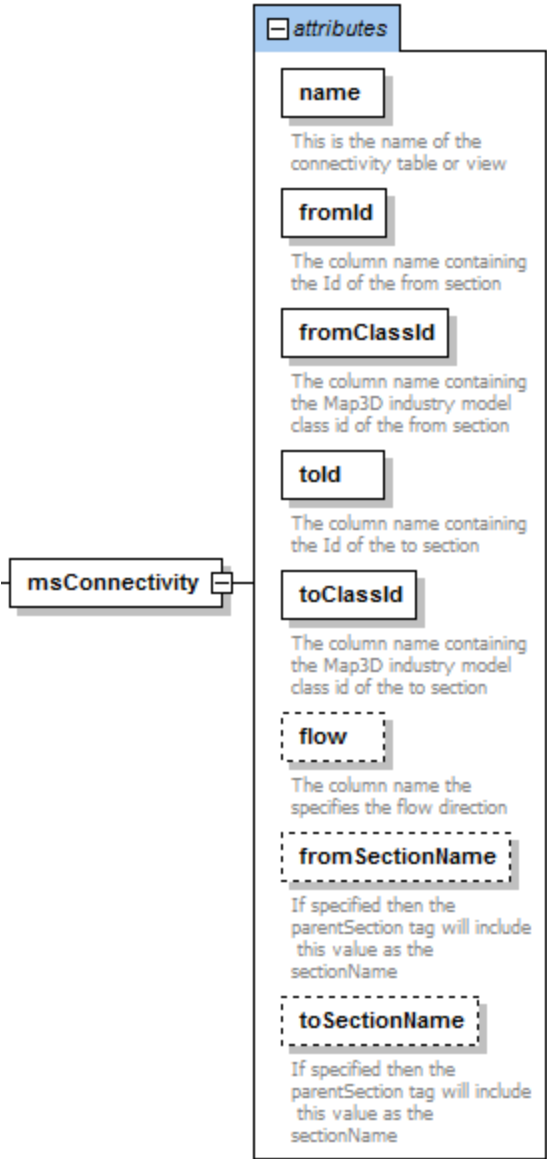 attributes
name
This is the name of the
connectivity table or view
fromId
The column name containing
the Id of the from section
fromClassId
The column name containing
the Map3D industry model
class id of the from section
toId
The column name containing
the Id of the to section
msConnectivity
toClassId
The column name containing
the Map3D industry model
class id of the to section
flow
The column name the
specifies the flow direction
fromSectionName
If specified then the
parentSection tag will include
this value as the
sectionName
toSectionName
If specified then the
parentSection tag will include
this value as the
sectionName